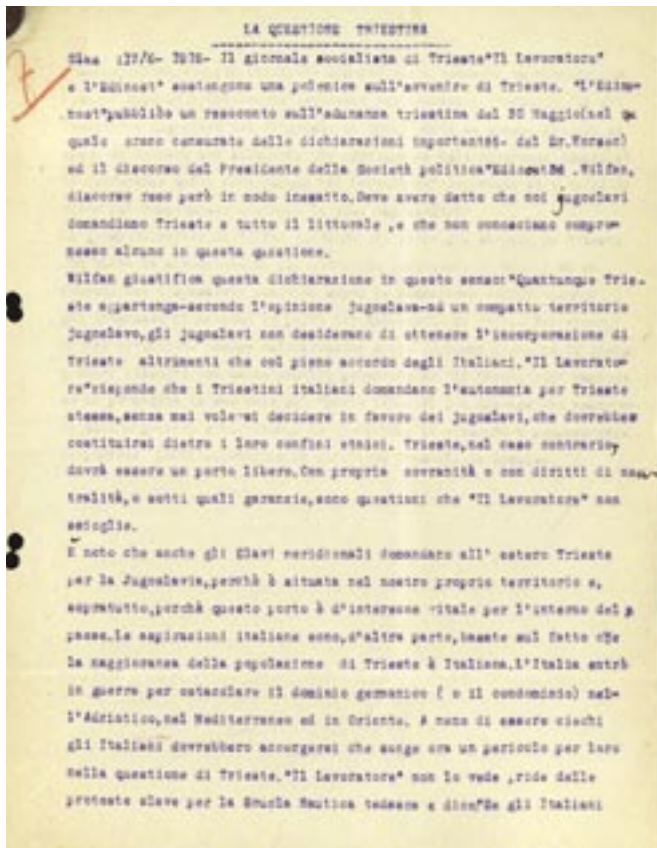 LA QUESTIONE TRIESTINA
- Il giornale socialista di Trieste"Il Lavoratore"
e l'Edinost" sostengono una polemica sull'avvenire di Trieste. "L'Edin-
ost"pubblibò un resoconto sull'adunanza triestina del 30 Maggio(nel qu
quale erano censurate delle dichiarazioni importanti- del Dr.
ed il discorso del Presidente della Società politica"Edinost" .Wilfan,
discorso reso però in modo inesatto.Deve avere detto che noi jugoslavi
domandiamo Trieste e tutto il littorale ,e che non conosciamo compro-
messo alcuno in questa questione.
Wilfan giustifica questa dichiarazione in questo senso:"Quantunque Trie-
ste appartenga-secondo l'opinione jugoslava-ad un compatto territorio
jugoslavo,gli jugoslavi non desiderano di ottenere l'incorporazione di
Trieste altrimenti che col pieno accordo degli Italiani."Il Lavorato-
re"risponde che i Triestini italiani domandano l'autonomia per Trieste
stessa,senza mai volersi decidere in favore dei jugoslavi,che dovrebbero
costituirsi dietro i loro confini etnici. Trieste,nel caso contrario,
dovrà essere un porto libero.Con propria sovranità o con diritti di neu-
tralità,e sotto quali garanzie,sono questioni che "Il Lavoratore" non
scioglie.
E noto che anche gli Slavi meridionali domandano all' estero Trieste
per la Jugoslavia,perchè è situata nel nostro proprio territorio e,
sopratutto,perchè questo porto è d'interesse vitale per l'interno del p
paese.Le aspirazioni italiane sono,d'altra parte,basate sul fatto che
la maggioranza della popolazione di Trieste è Italiana.L'Italia entrò
in guerra per ostacolare il dominio germanico ( o il condominio) nel-
l'Adriatico,nel Mediterraneo ed in Oriente. A meno di essere ciechi
gli Italiani dovrebbero accorgersi che sorge ora un pericolo per loro
nella questione di Trieste."Il Lavoratore" non lo vede ,ride delle
proteste slave per la Scuola Nautica tedesca e gli Italiani